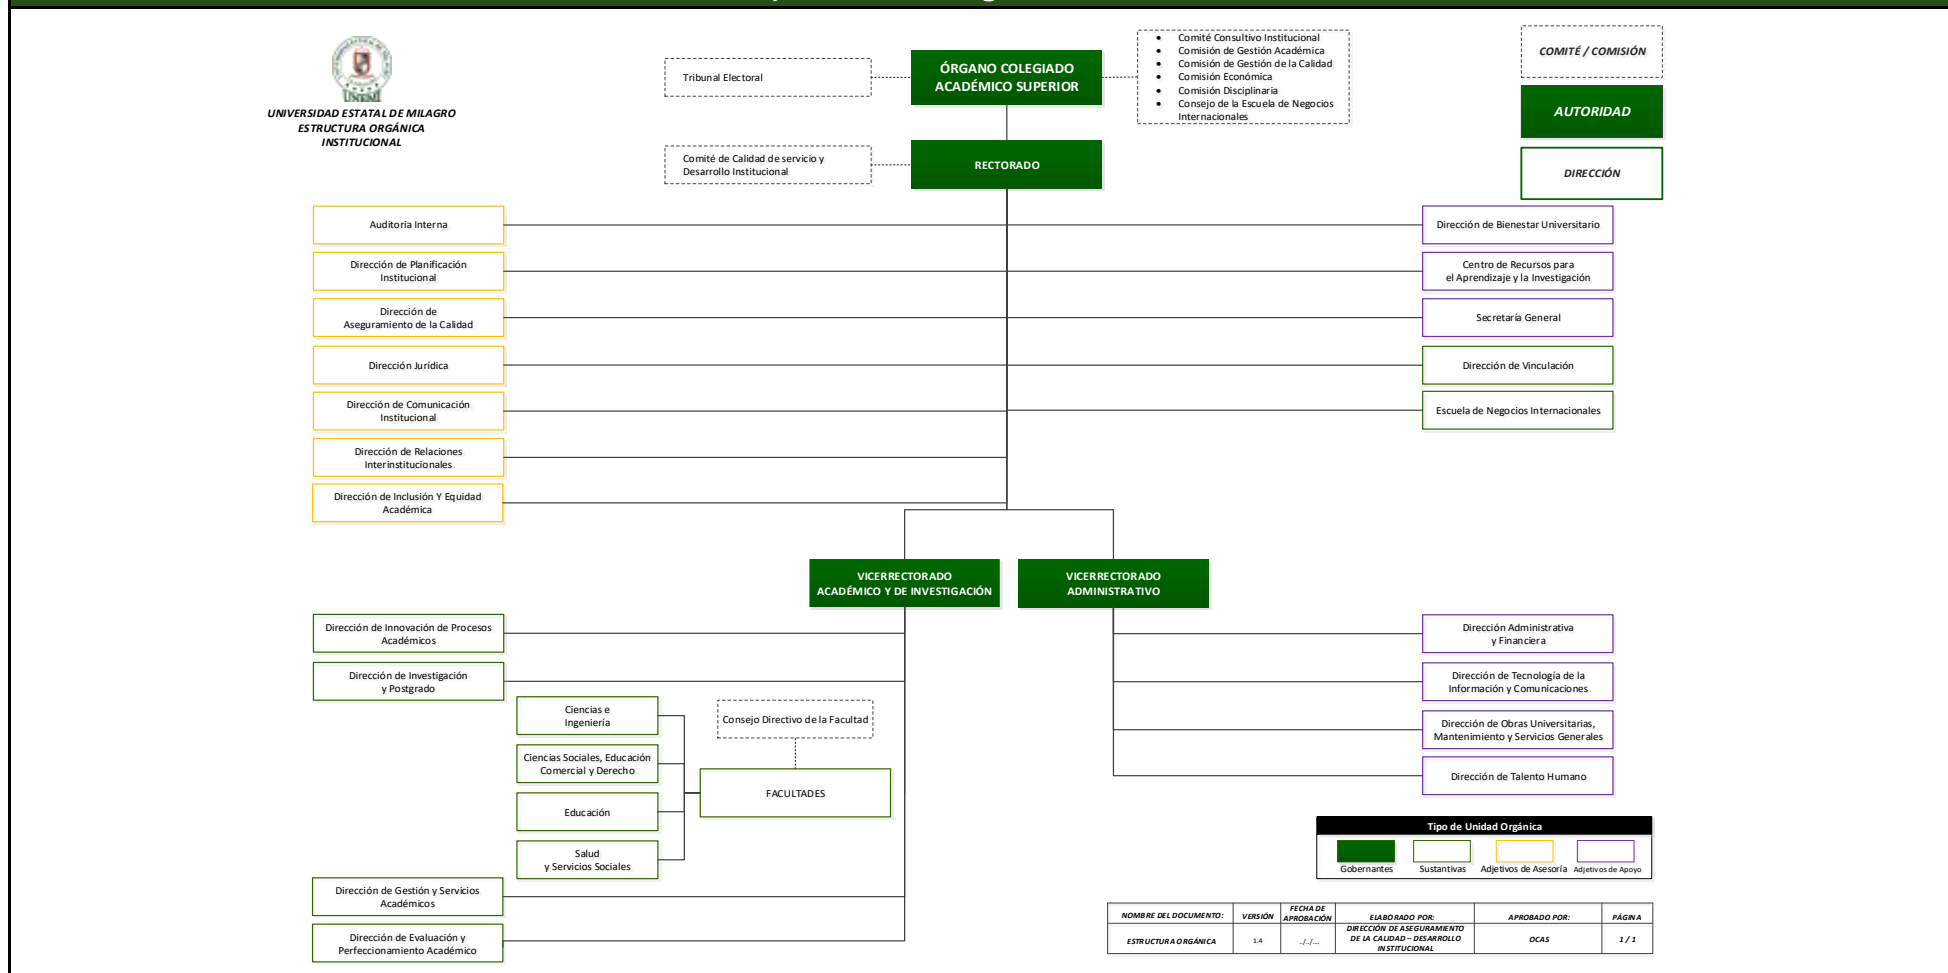 UNEMI
UNIVERSIDAD ESTATAL DE MILAGRO
ESTRUCTURA ORGÁNICA
INSTITUCIONAL
Tribunal Electoral
ÓRGANO COLEGIADO
ACADÉMICO SUPERIOR
• Comité Consultivo Institucional
• Comisión de Gestión Académica
• Comisión de Gestión de la Calidad
• Comisión Económica
• Comisión Disciplinaria
• Consejo de la Escuela de Negocios
Internacionales
COMITÉ / COMISIÓN
AUTORIDAD
DIRECCIÓN
Comité de Calidad de servicio y
Desarrollo Institucional
RECTORADO
Auditoria Interna
Dirección de Planificación
Institucional
Dirección de
Aseguramiento de la Calidad
Dirección Jurídica
Dirección de Comunicación
Institucional
Dirección de Relaciones
Interinstitucionales
Dirección de Inclusión Y Equidad
Académica
Dirección de Bienestar Universitario
Centro de Recursos para
el Aprendizaje y la Investigación
Secretaría General
Dirección de Vinculación
Escuela de Negocios Internacionales
VICERRECTORADO
ACADÉMICO Y DE INVESTIGACIÓN
VICERRECTORADO
ADMINISTRATIVO
Dirección de Innovación de Procesos
Académicos
Dirección de Investigación
y Postgrado
Ciencias e
Ingeniería
Ciencias Sociales, Educación
Comercial y Derecho
Educación
Salud
y Servicios Sociales
Consejo Directivo de la Facultad
FACULTADES
Dirección de Gestión y Servicios
Académicos
Dirección de Evaluación y
Perfeccionamiento Académico
Dirección Administrativa
y Financiera
Dirección de Tecnología de la
Información y Comunicaciones
Dirección de Obras Universitarias,
Mantenimiento y Servicios Generales
Dirección de Talento Humano
Tipo de Unidad Orgánica
Gobernantes Sustantivas Adjetivos de Asesoría Adjetivos de Apoyo
NOMBRE DEL DOCUMENTO: VERSIÓN FECHA DE APROBACIÓN ELABORADO POR: APROBADO POR: PÁGINA
ESTRUCTURA ORGÁNICA 1.4 ../../... DIRECCIÓN DE ASEGURAMIENTO DE LA CALIDAD – DESARROLLO INSTITUCIONAL OCAS 1 / 1